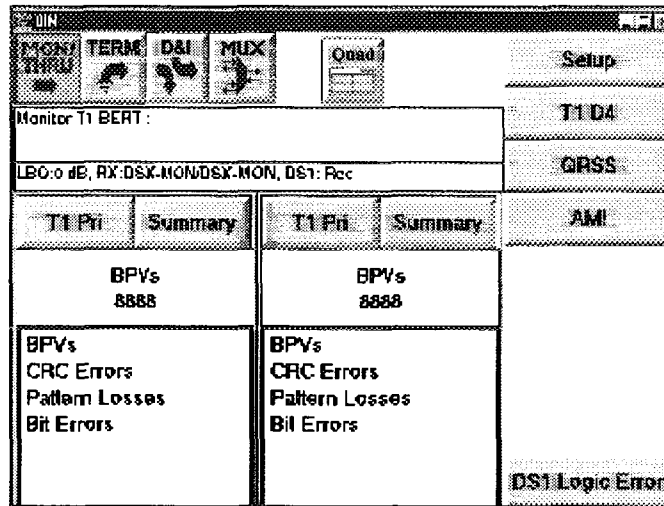 MON/ THRU TERM D&I MUX Quad
Setup
T1 D4
Monitor T1 BERT :
QRSS
LBO:o dB, RX:DSX-MON/DSX-MON, DS1: Rec
T1 Pri Summary T1 Pri Summary
AMI
BPVs BPVs
8888 8888
BPVs BPVs
CRC Errors CRC Errors
Pattern Losses Pattern Losses
Bit Errors Bit Errors
DS1 Logic Error